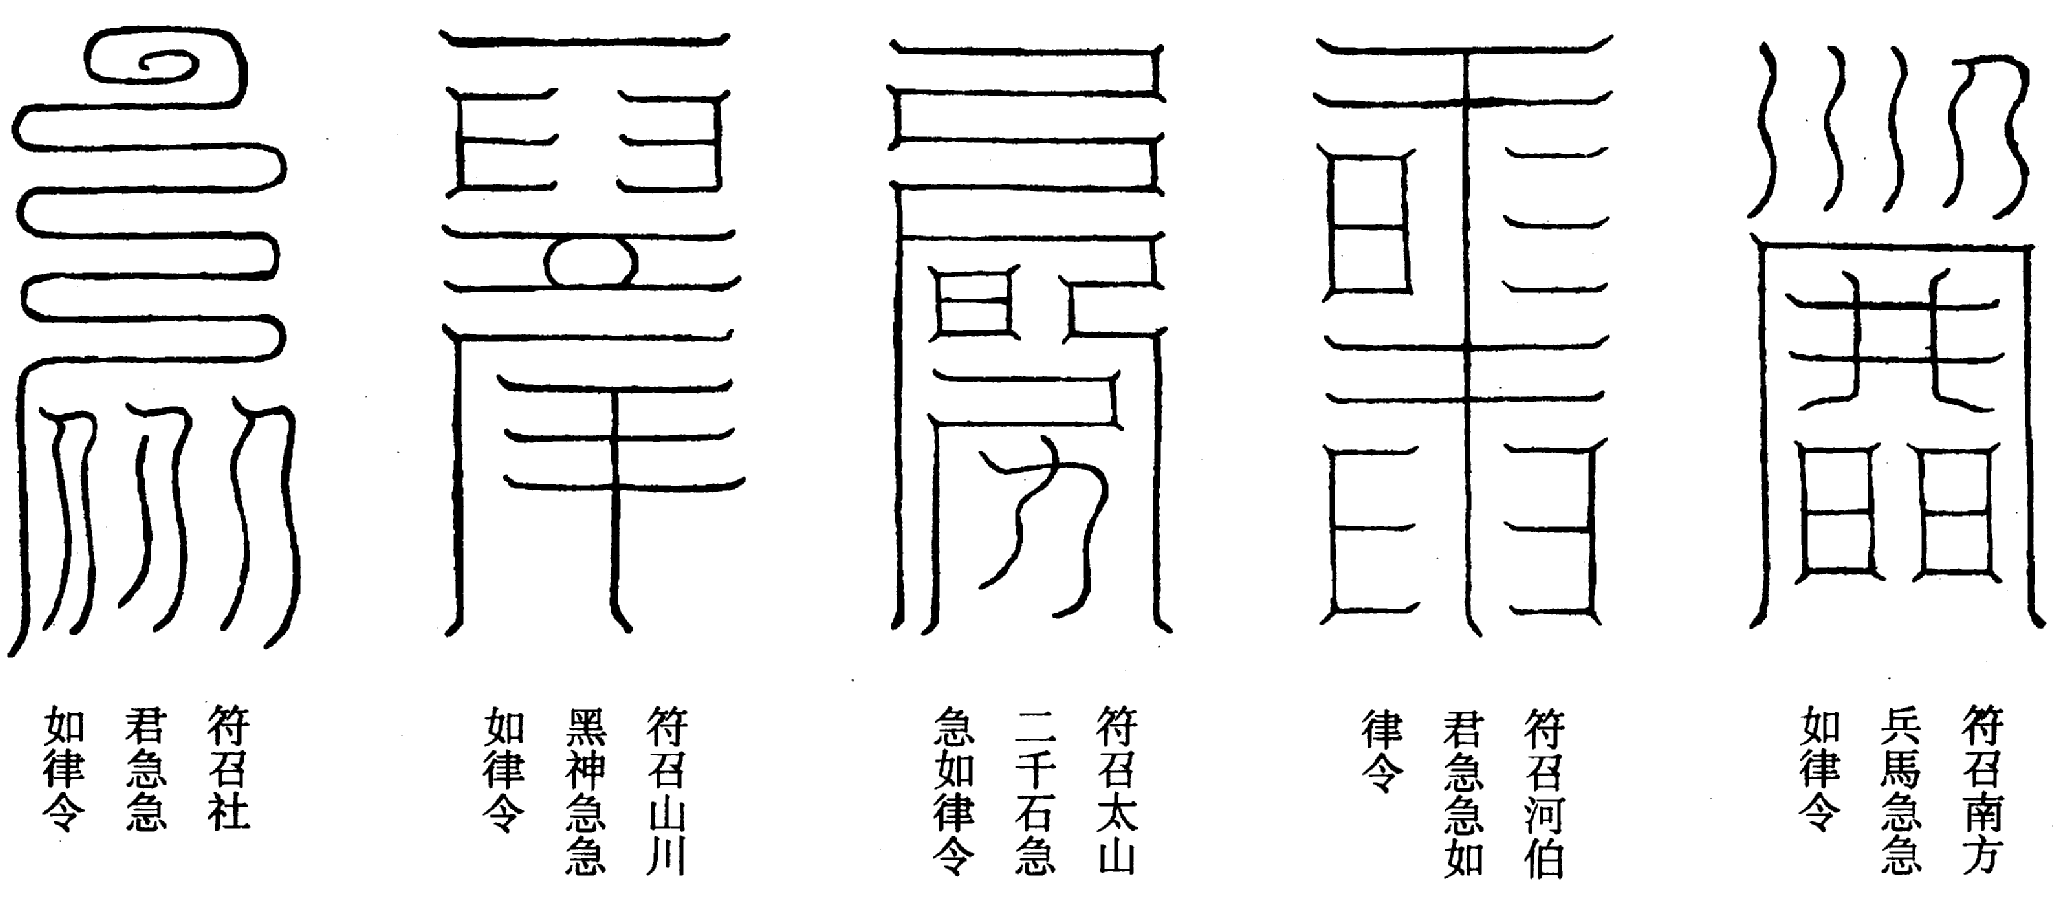 符召南方
兵馬急急
如律令
符召河伯
君急急如
律令
符召太山
二千石急
急如律令
符召山川
黑神急急
如律令
符召社
君急急
如律令